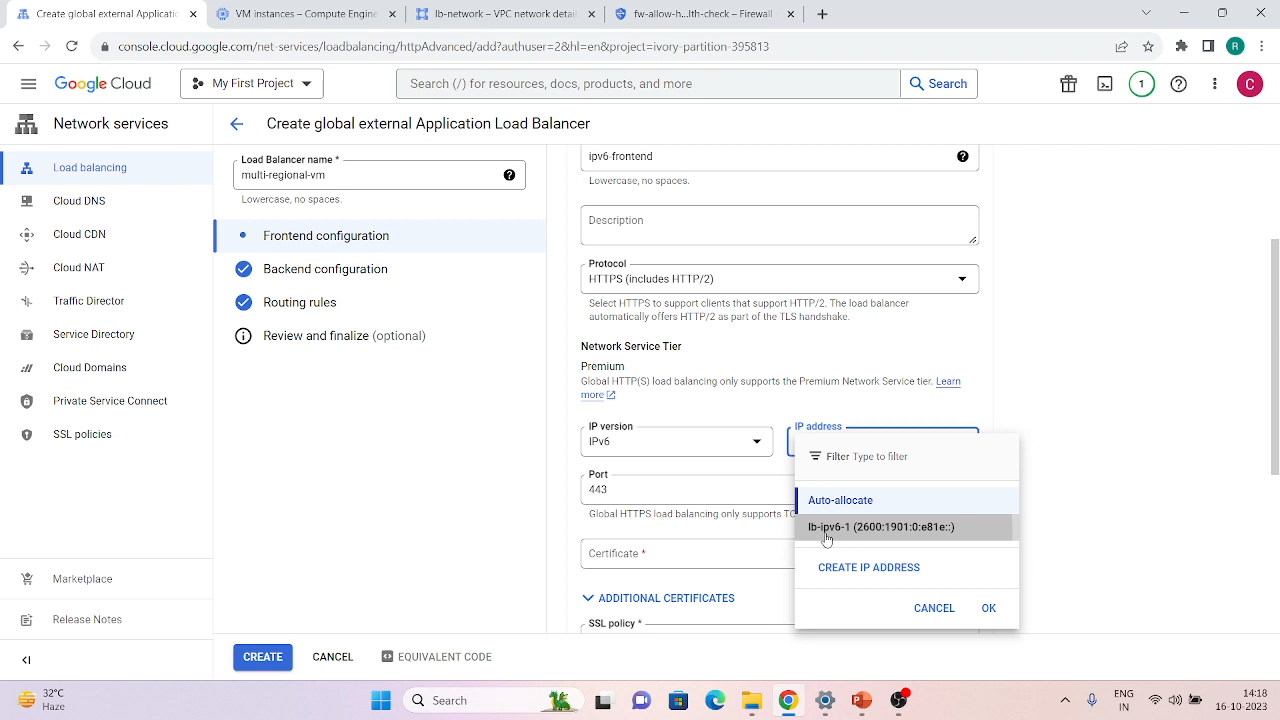 Create global external Applicatic
VM instances – Compute Engine
lb-network – VPC network detail
fw-allow-h...lth-check – Firewall
console.cloud.google.com/net-services/loadbalancing/httpAdvanced/add?authuser=2&hl=en&project=ivory-partition-395813
R
Google Cloud
My First Project
Search (/) for resources, docs, products, and more
Search
1
C
Network services
Create global external Application Load Balancer
Load balancing
Cloud DNS
Cloud CDN
Cloud NAT
Traffic Director
Service Directory
Cloud Domains
Private Service Connect
SSL policies
Marketplace
Release Notes
Load Balancer name *
multi-regional-vm
Lowercase, no spaces.
Frontend configuration
Backend configuration
Routing rules
Review and finalize (optional)
ipv6-frontend
Lowercase, no spaces.
Description
Protocol
HTTPS (includes HTTP/2)
Select HTTPS to support clients that support HTTP/2. The load balancer
automatically offers HTTP/2 as part of the TLS handshake.
Network Service Tier
Premium
Global HTTP(S) load balancing only supports the Premium Network Service tier. Learn
more
IP version
IPv6
IP address
Port
443
Global HTTPS load balancing only supports TC
Certificate *
ADDITIONAL CERTIFICATES
SSL policy *
Filter Type to filter
Auto-allocate
lb-ipv6-1 (2600:1901:0:e81e::)
CREATE IP ADDRESS
CANCEL
OK
CREATE
CANCEL
EQUIVALENT CODE
32°C
Haze
Search
ENG
IN
14:18
16-10-2023